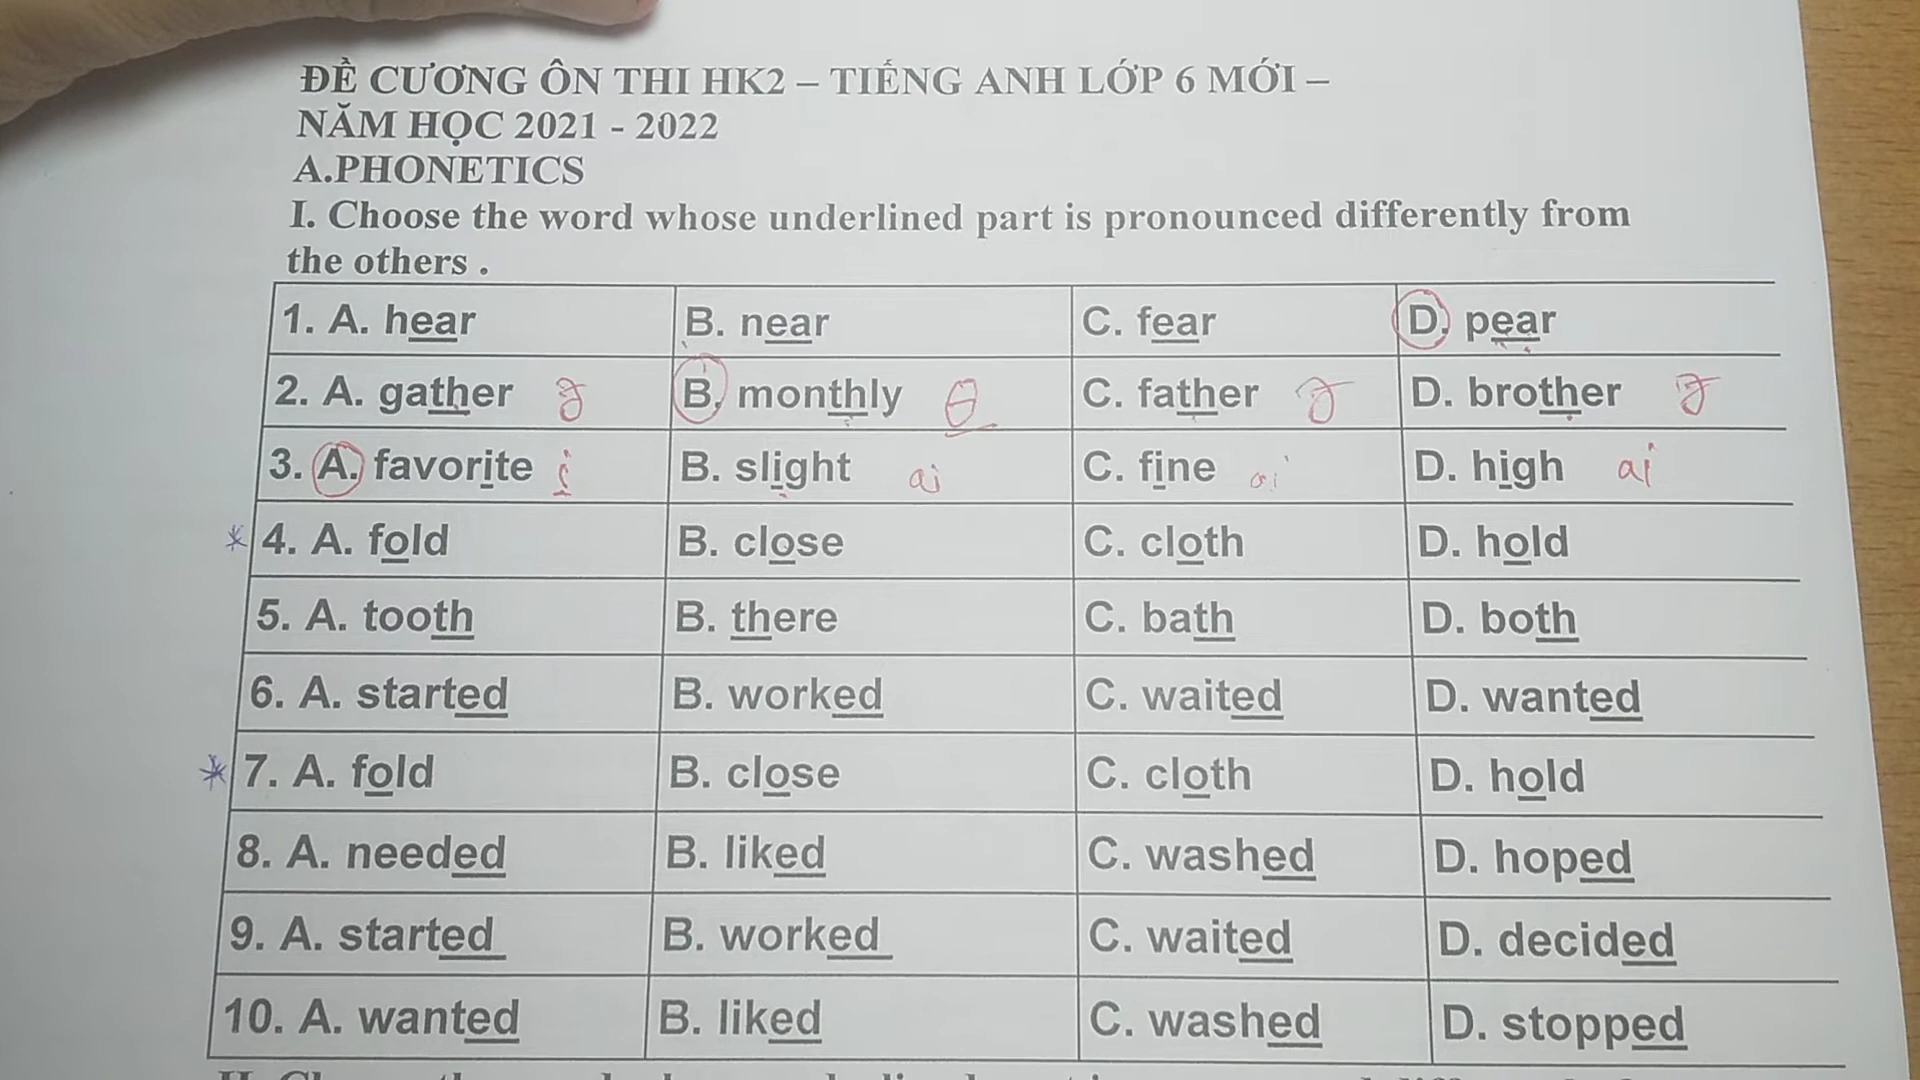 ĐỀ CƯƠNG ÔN THI HK2 – TIẾNG ANH LỚP 6 MỚI –
NĂM HỌC 2021 - 2022
A.PHONETICS
I. Choose the word whose underlined part is pronounced differently from
the others .
1. A. hear B. near C. fear D. pear
2. A. gather ð B. monthly θ C. father ð D. brother ð
3. A. favorite i B. slight ai C. fine ai D. high ai
* 4. A. fold B. close C. cloth D. hold
5. A. tooth B. there C. bath D. both
6. A. started B. worked C. waited D. wanted
* 7. A. fold B. close C. cloth D. hold
8. A. needed B. liked C. washed D. hoped
9. A. started B. worked C. waited D. decided
10. A. wanted B. liked C. washed D. stopped